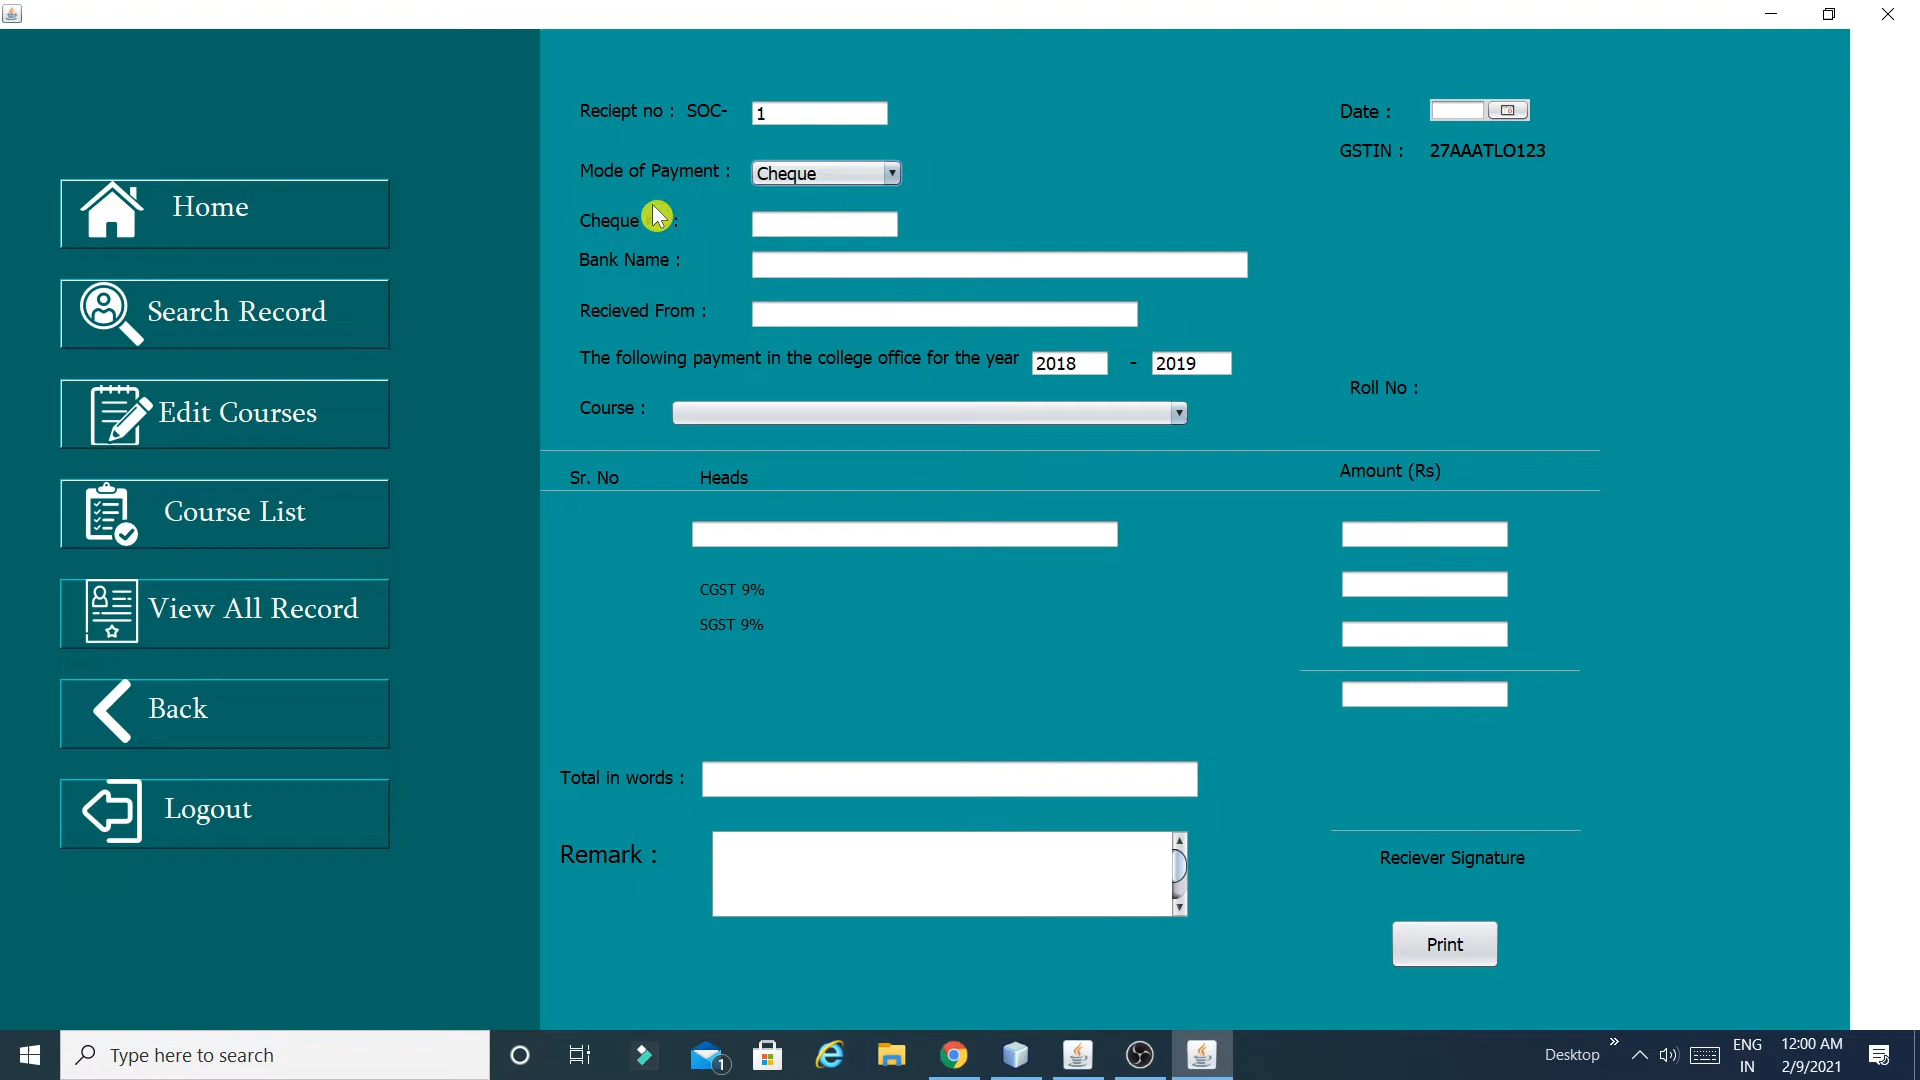 Reciept no : SOC- 1
Date :
GSTIN : 27AAATLO123
Mode of Payment : Cheque
Cheque :
Bank Name :
Recieved From :
The following payment in the college office for the year 2018 - 2019
Roll No :
Course :
Sr. No Heads Amount (Rs)
CGST 9%
SGST 9%
Total in words :
Remark :
Reciever Signature
Print
Home
Search Record
Edit Courses
Course List
View All Record
Back
Logout
Type here to search
1
Desktop
ENG
IN
12:00 AM
2/9/2021